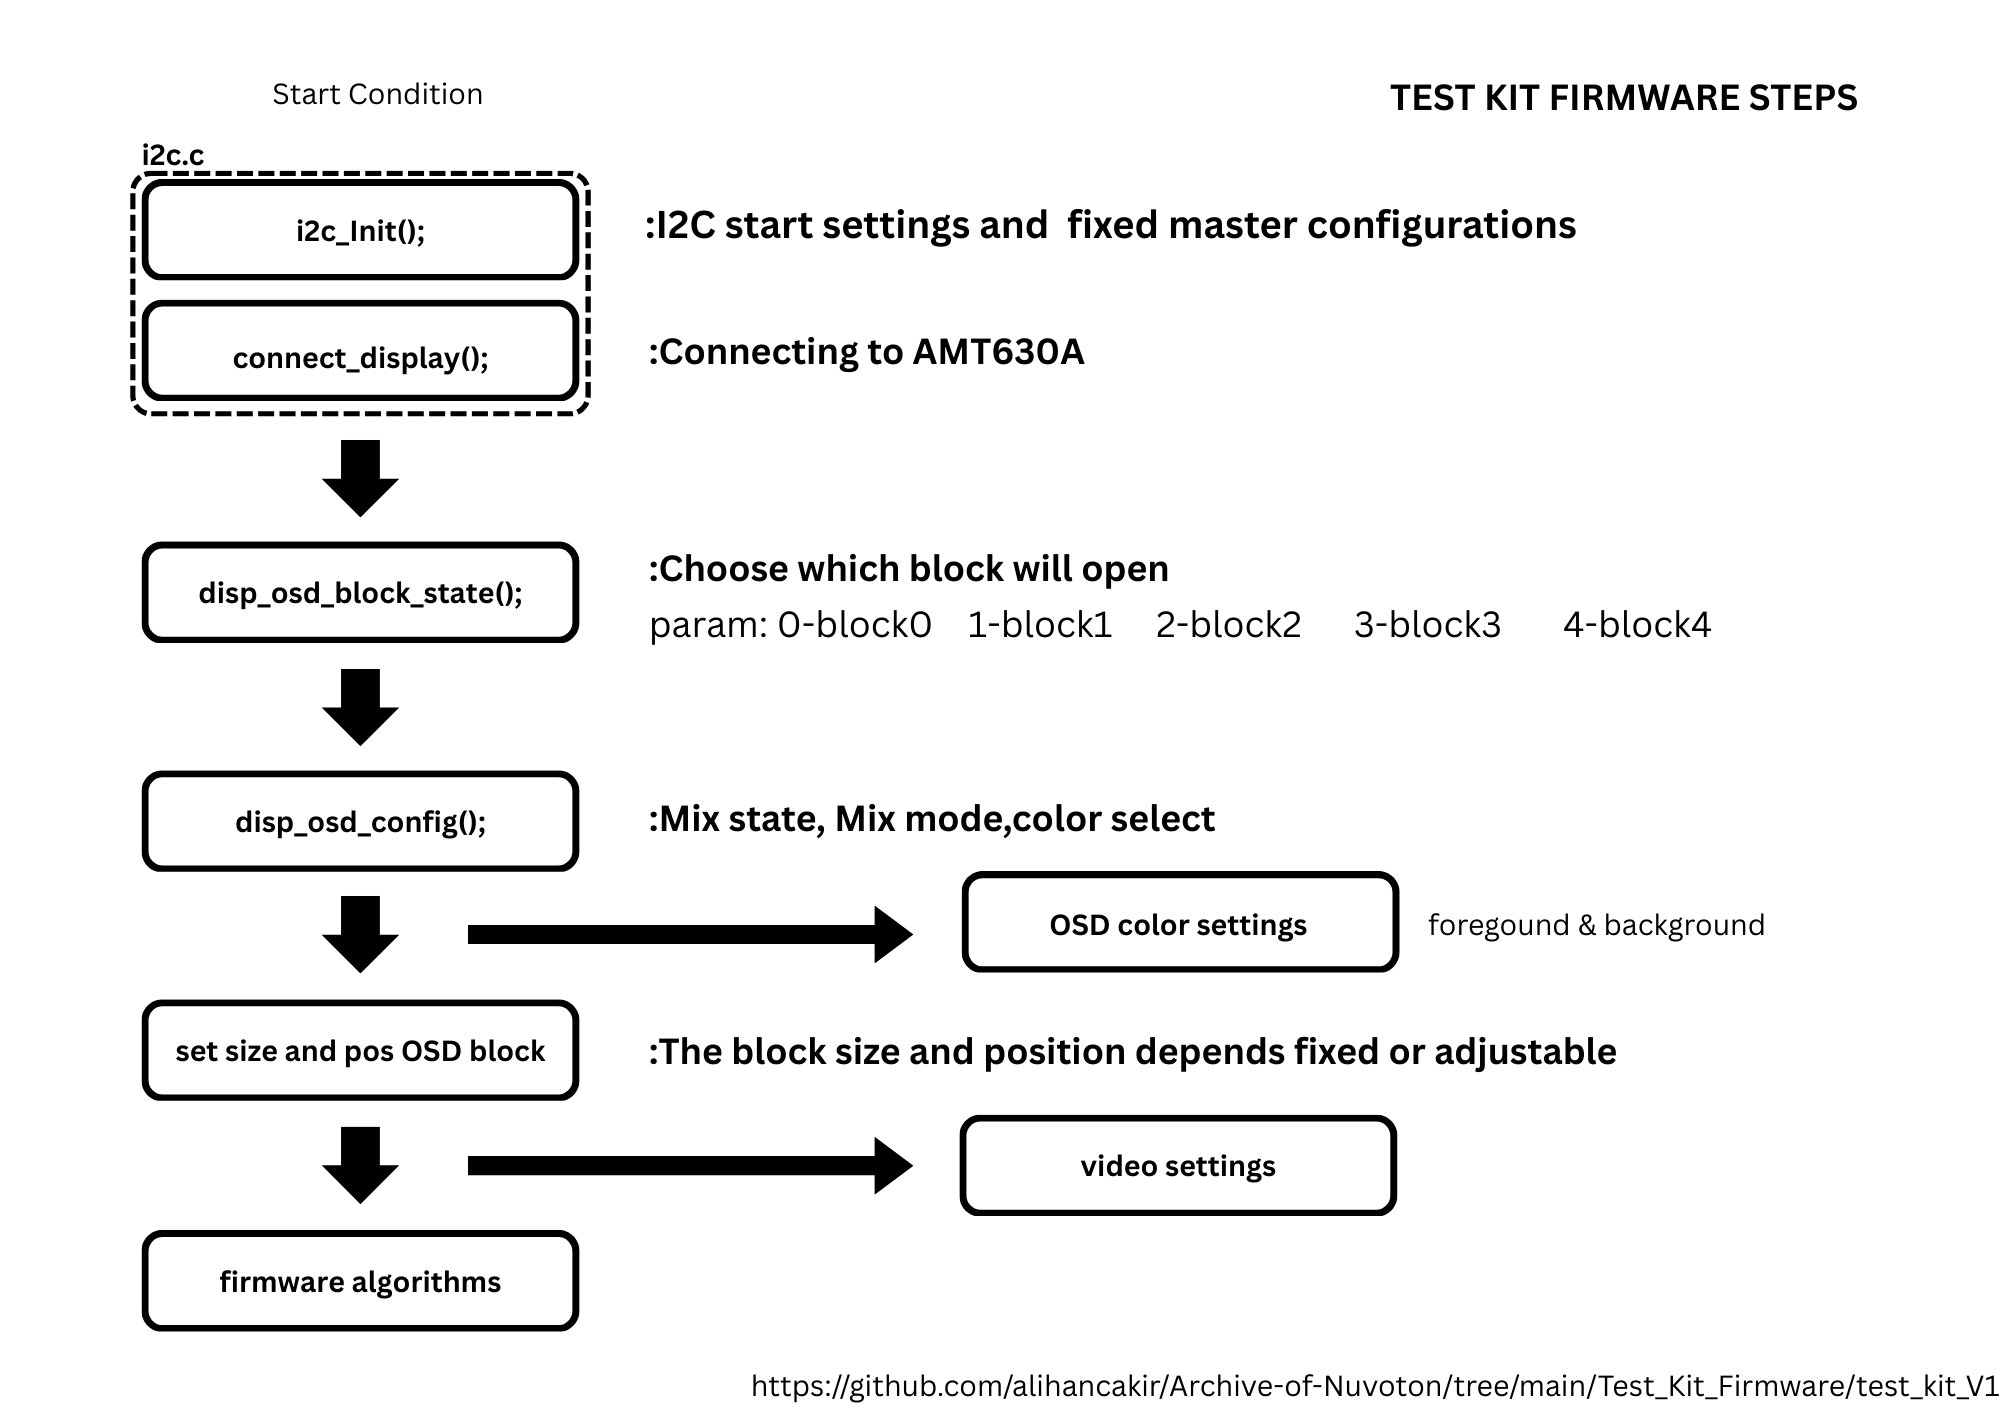 Start Condition
TEST KIT FIRMWARE STEPS
i2c.c
i2c_Init();
:I2C start settings and  fixed master configurations
connect_display();
:Connecting to AMT630A
disp_osd_block_state();
:Choose which block will open
param: 0-block0 1-block1 2-block2 3-block3 4-block4
disp_osd_config();
:Mix state, Mix mode,color select
OSD color settings
foregound & background
set size and pos OSD block
:The block size and position depends fixed or adjustable
video settings
firmware algorithms
https://github.com/alihancakir/Archive-of-Nuvoton/tree/main/Test_Kit_Firmware/test_kit_V1